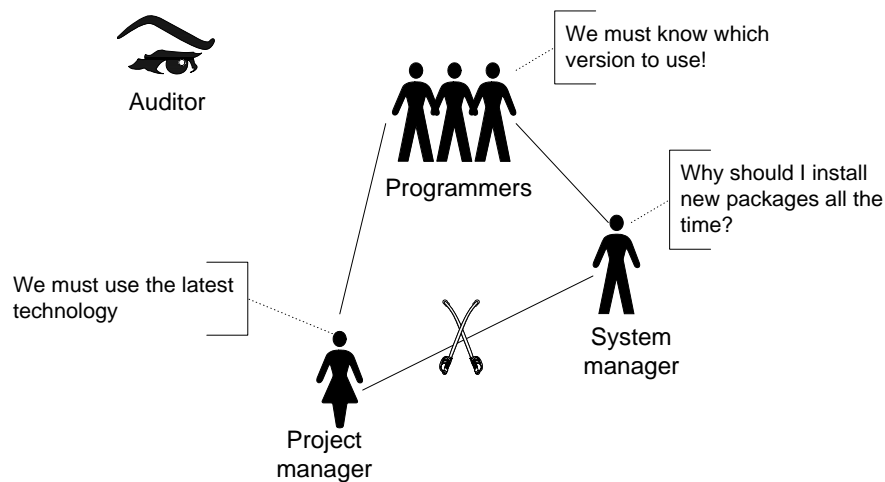 We must know which
version to use!
Auditor
Programmers
Why should I install
new packages all the
time?
We must use the latest
technology
System
manager
Project
manager